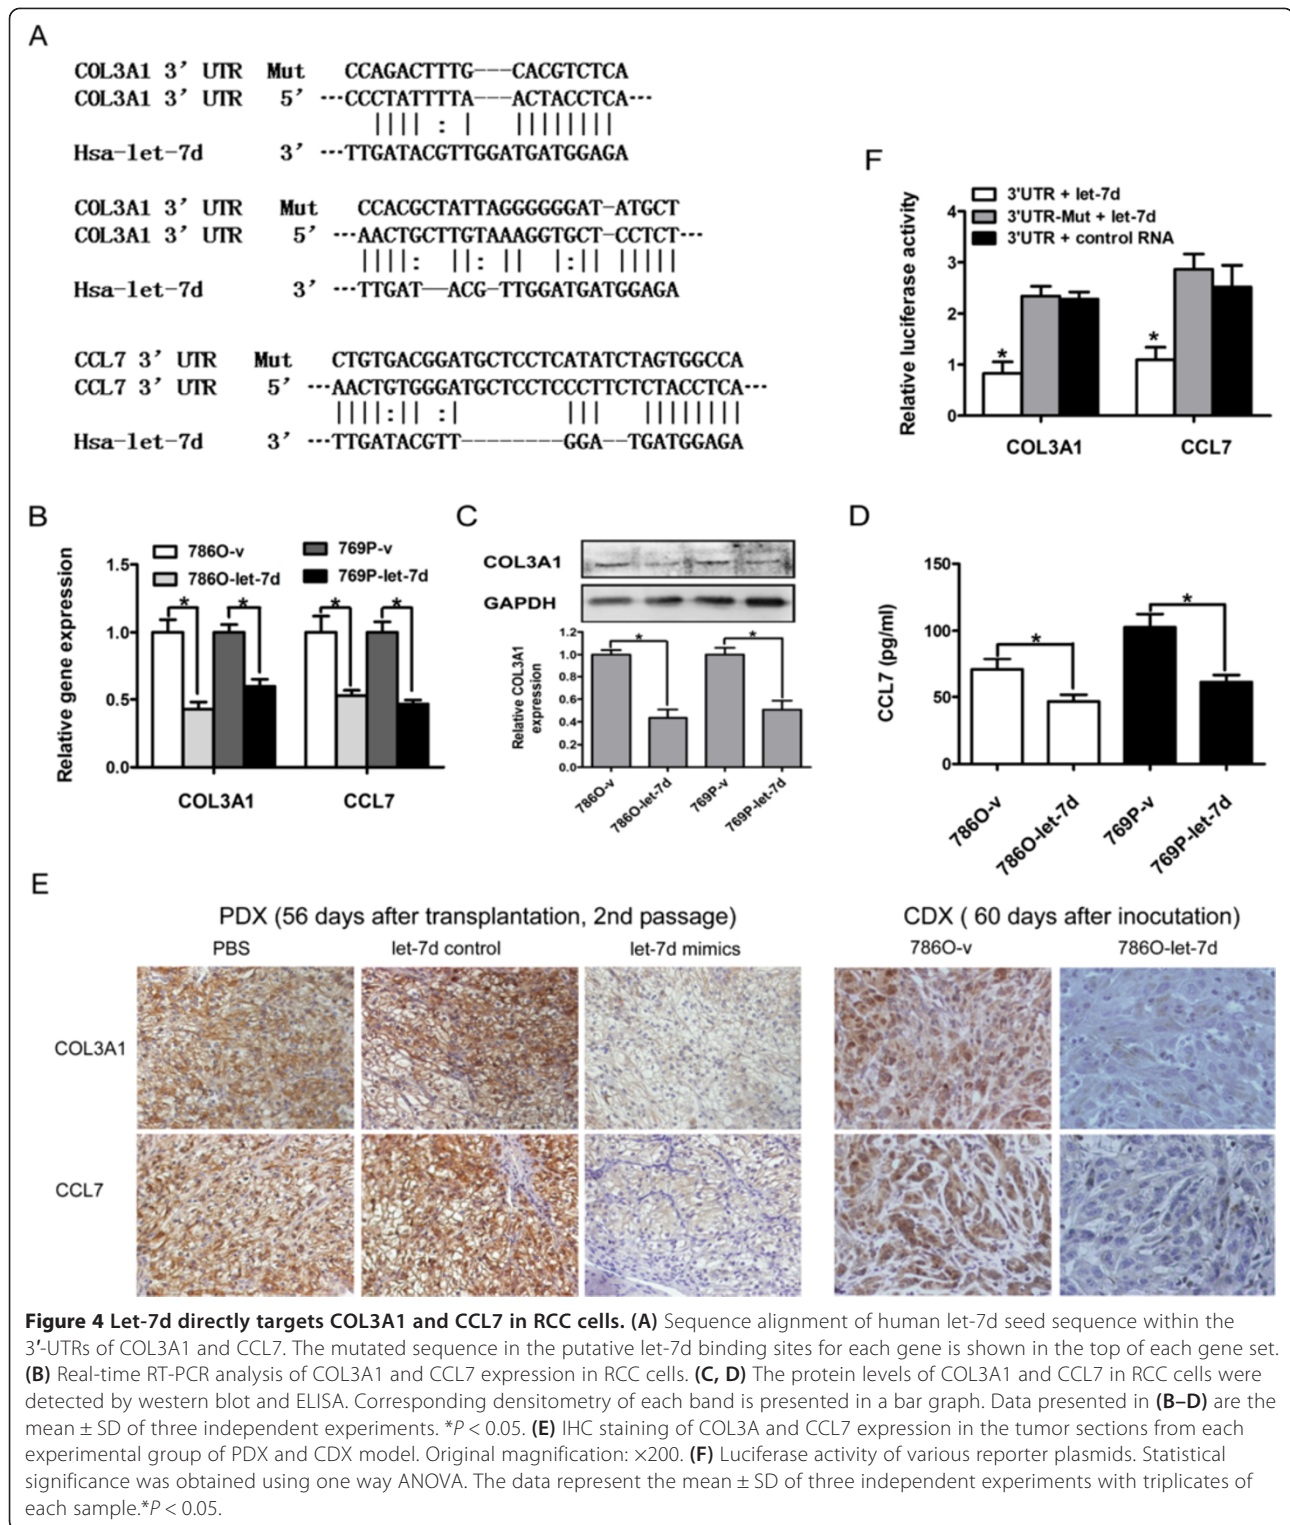 A
COL3A1 3′ UTR Mut CCAGACTTTG---CACGTCTCA
COL3A1 3′ UTR 5′ ···CCCTATTTTA---ACTACCTCA···
|||| : | ||||||||
Hsa-let-7d 3′ ···TTGATACGTTGGATGATGGAGA
COL3A1 3′ UTR Mut CCACGCTATTAGGGGGGAT-ATGCT
COL3A1 3′ UTR 5′ ···AACTGCTTGTAAAGGTGCT-CCTCT···
||||: ||: || |:|| |||||
Hsa-let-7d 3′ ···TTGAT--ACG-TTGGATGATGGAGA
CCL7 3′ UTR Mut CTGTGACGGATGCTCCTCATATCTAGTGGCCA
CCL7 3′ UTR 5′ ···AACTGTGGGATGCTCCTCCCTTCTCTACCTCA···
||||:|| :| ||| ||||||||
Hsa-let-7d 3′ ···TTGATACGTT--------GGA--TGATGGAGA
F
3'UTR + let-7d
3'UTR-Mut + let-7d
3'UTR + control RNA
Relative luciferase activity
4
3
2
1
0
*
*
COL3A1 CCL7
B
786O-v 769P-v
786O-let-7d 769P-let-7d
Relative gene expression
1.5
1.0
0.5
0.0
* * * *
COL3A1 CCL7
C
COL3A1
GAPDH
Relative COL3A1
expression
1.2
1.0
0.8
0.6
0.4
0.2
0.0
* *
786O-v 786O-let-7d 769P-v 769P-let-7d
D
CCL7 (pg/ml)
150
100
50
0
* *
786O-v 786O-let-7d 769P-v 769P-let-7d
E
PDX (56 days after transplantation, 2nd passage) CDX ( 60 days after inocutation)
PBS let-7d control let-7d mimics 786O-v 786O-let-7d
COL3A1
CCL7
Figure 4 Let-7d directly targets COL3A1 and CCL7 in RCC cells. (A) Sequence alignment of human let-7d seed sequence within the
3′-UTRs of COL3A1 and CCL7. The mutated sequence in the putative let-7d binding sites for each gene is shown in the top of each gene set.
(B) Real-time RT-PCR analysis of COL3A1 and CCL7 expression in RCC cells. (C, D) The protein levels of COL3A1 and CCL7 in RCC cells were
detected by western blot and ELISA. Corresponding densitometry of each band is presented in a bar graph. Data presented in (B–D) are the
mean ± SD of three independent experiments. *P < 0.05. (E) IHC staining of COL3A and CCL7 expression in the tumor sections from each
experimental group of PDX and CDX model. Original magnification: ×200. (F) Luciferase activity of various reporter plasmids. Statistical
significance was obtained using one way ANOVA. The data represent the mean ± SD of three independent experiments with triplicates of
each sample.*P < 0.05.